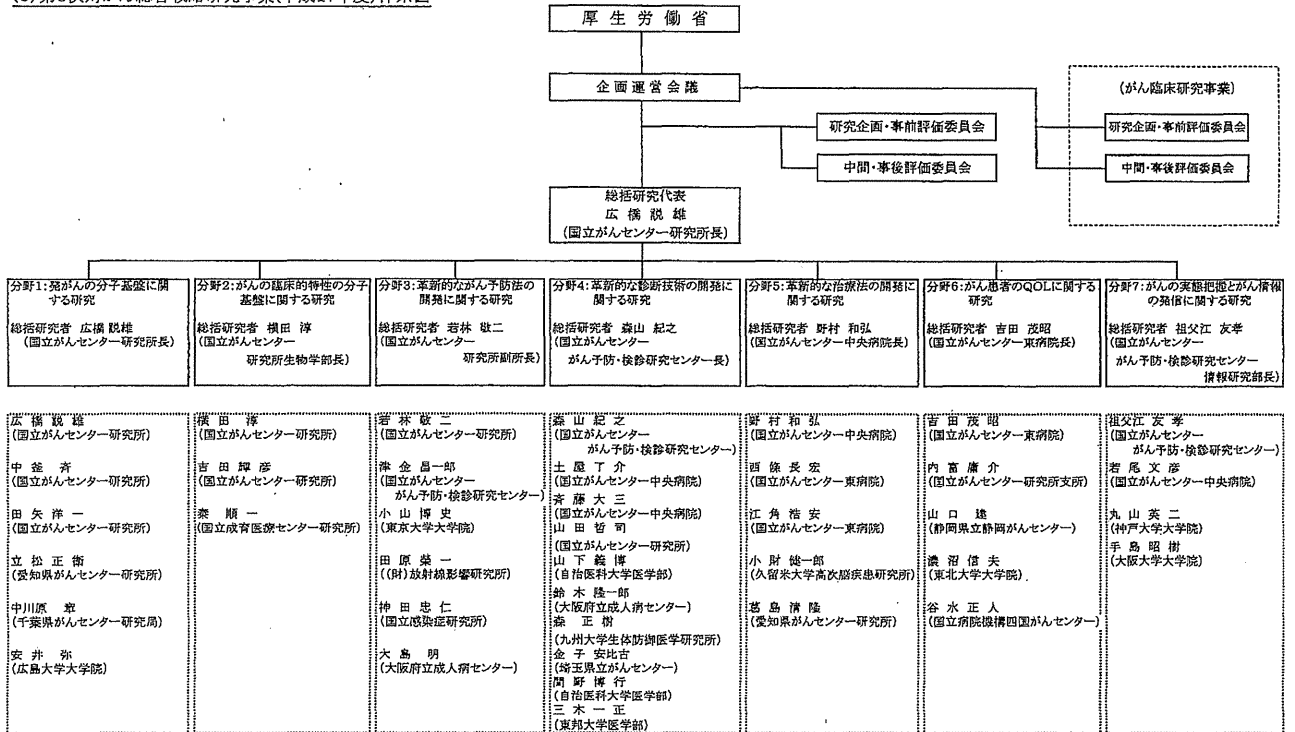 厚生労働省
企画運営会議
(がん臨床研究事業)
研究企画・事前評価委員会
研究企画・事前評価委員会
中間・事後評価委員会
中間・事後評価委員会
総括研究代表
広橋説雄
(国立がんセンター研究所長)
分野1:発がんの分子基盤に関
する研究
総括研究者 広橋説雄
(国立がんセンター研究所長)
分野2:がんの臨床的特性の分子
基盤に関する研究
総括研究者 横田 淳
(国立がんセンター
研究所生物学部長)
分野3:革新的ながん予防法の
開発に関する研究
総括研究者 若林 敬二
(国立がんセンター
研究所副所長)
分野4:革新的な診断技術の開発に
関する研究
総括研究者 森山 紀之
(国立がんセンター
がん予防・検診研究センター長)
分野5:革新的な治療法の開発に
関する研究
総括研究者 野村 和弘
(国立がんセンター中央病院長)
分野6:がん患者のQOLに関する
研究
総括研究者 吉田 茂昭
(国立がんセンター東病院長)
分野7:がんの実態把握とがん情報
の発信に関する研究
総括研究者 祖父江 友孝
(国立がんセンター
がん予防・検診研究センター
情報研究部長)
広橋説雄
(国立がんセンター研究所)
中釜 斉
(国立がんセンター研究所)
田矢洋一
(国立がんセンター研究所)
立松正衛
(愛知県がんセンター研究所)
中川原 章
(千葉県がんセンター研究局)
安井 弥
(広島大学大学院)
横田 淳
(国立がんセンター研究所)
吉田輝彦
(国立がんセンター研究所)
秦 順一
(国立成育医療センター研究所)
若林敬二
(国立がんセンター研究所)
津金昌一郎
(国立がんセンター
がん予防・検診研究センター)
小山博史
(東京大学大学院)
田原榮一
((財)放射線影響研究所)
神田忠仁
(国立感染症研究所)
大島 明
(大阪府立成人病センター)
森山紀之
(国立がんセンター
がん予防・検診研究センター)
土屋了介
(国立がんセンター中央病院)
斉藤大三
(国立がんセンター中央病院)
山田哲司
(国立がんセンター研究所)
山下義博
(自治医科大学医学部)
鈴木隆一郎
(大阪府立成人病センター)
森 正樹
(九州大学生体防御医学研究所)
金子安比古
(埼玉県立がんセンター)
間野博行
(自治医科大学医学部)
三木一正
(東邦大学医学部)
野村和弘
(国立がんセンター中央病院)
西條長宏
(国立がんセンター東病院)
江角浩安
(国立がんセンター東病院)
小財健一郎
(久留米大学高次脳疾患研究所)
葛島清隆
(愛知県がんセンター研究所)
吉田茂昭
(国立がんセンター東病院)
内富庸介
(国立がんセンター研究所支所)
山口 建
(静岡県立静岡がんセンター)
濃沼信夫
(東北大学大学院)
谷水正人
(国立病院機構四国がんセンター)
祖父江友孝
(国立がんセンター
がん予防・検診研究センター)
若尾文彦
(国立がんセンター中央病院)
丸山英二
(神戸大学大学院)
手島昭樹
(大阪大学大学院)